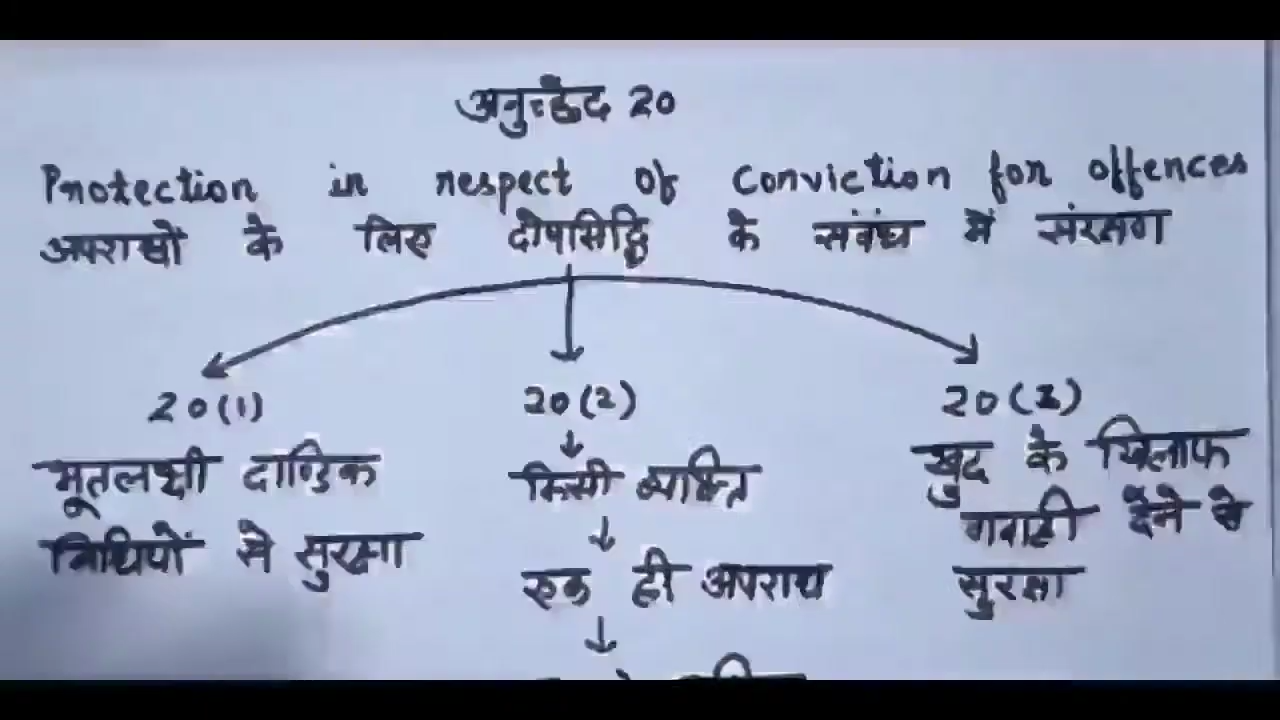 अनुच्छेद 20
Protection in respect of Conviction for offences
अपराधों के लिए दोषसिद्धि के संबंध में संरक्षण
20(1)
भूतलक्षी दाण्डिक
विधियों से सुरक्षा
20(2)
किसी व्यक्ति
एक ही अपराध
20(3)
खुद के खिलाफ
गवाही देने से
सुरक्षा